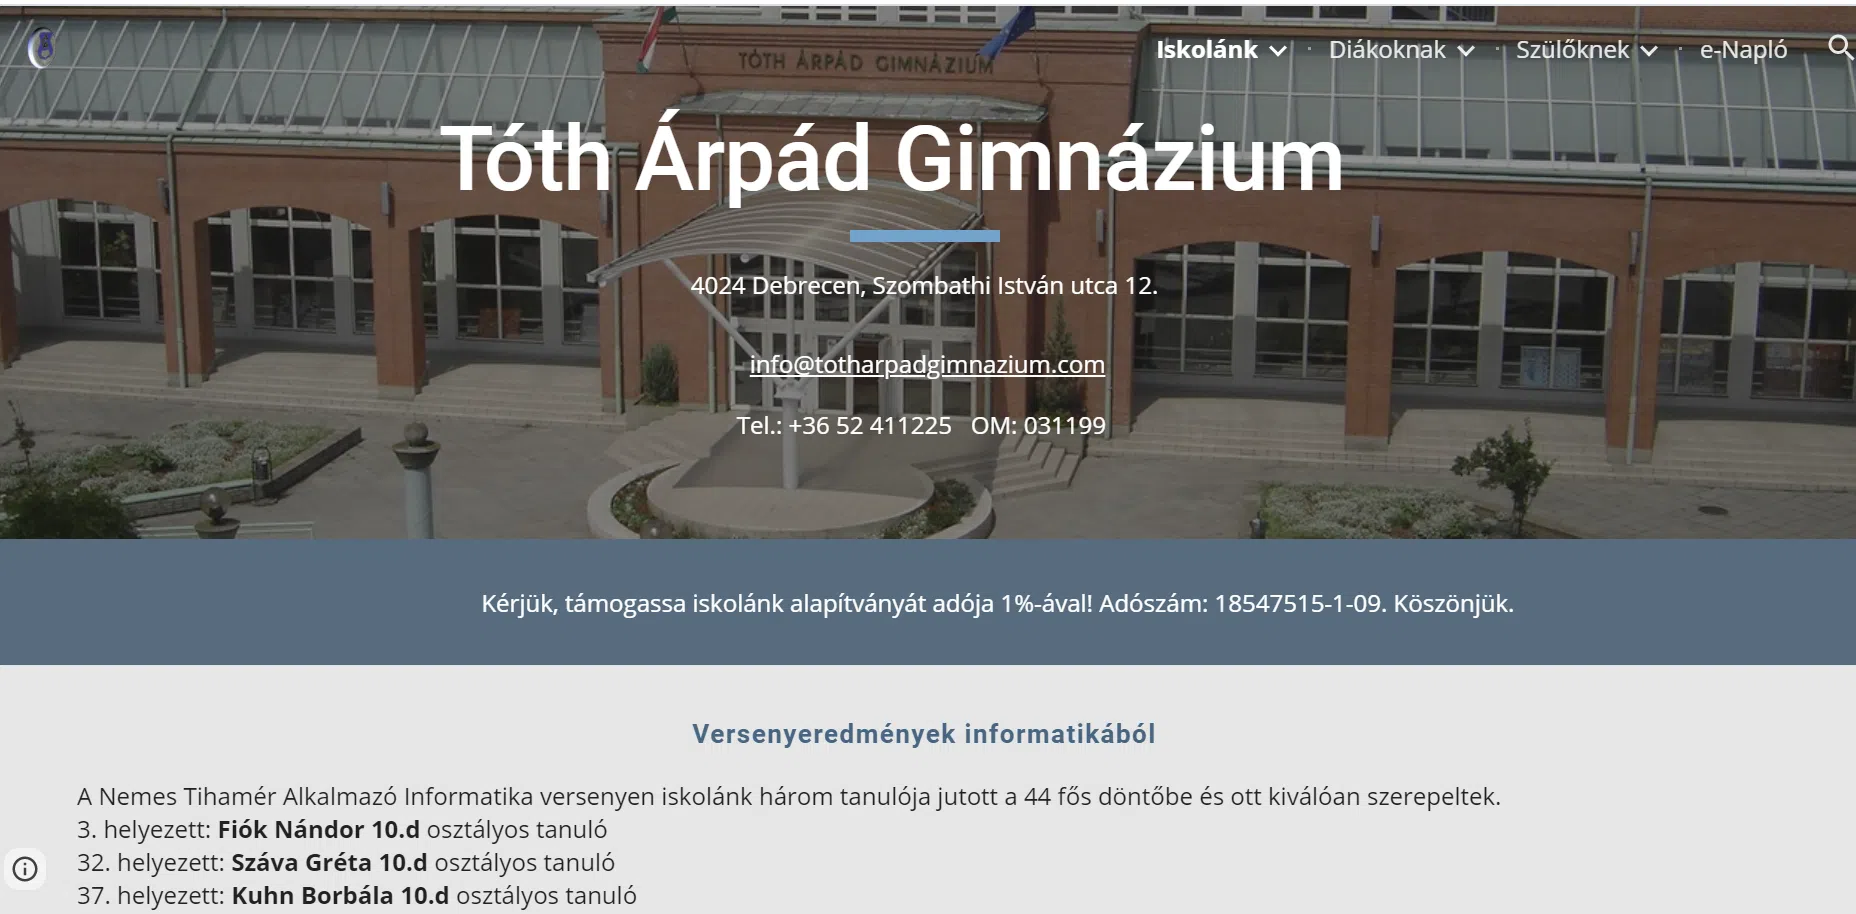 Iskolánk
Diákoknak
Szülőknek
e-Napló
TÓTH ÁRPÁD GIMNÁZIUM
Tóth Árpád Gimnázium
4024 Debrecen, Szombathi István utca 12.
info@totharpadgimnazium.com
Tel.: +36 52 411225 OM: 031199
Kérjük, támogassa iskolánk alapítványát adója 1%-ával! Adószám: 18547515-1-09. Köszönjük.
Versenyeredmények informatikából
A Nemes Tihamér Alkalmazó Informatika versenyen iskolánk három tanulója jutott a 44 fős döntőbe és ott kiválóan szerepeltek.
3. helyezett: Fiók Nándor 10.d osztályos tanuló
32. helyezett: Száva Gréta 10.d osztályos tanuló
37. helyezett: Kuhn Borbála 10.d osztályos tanuló